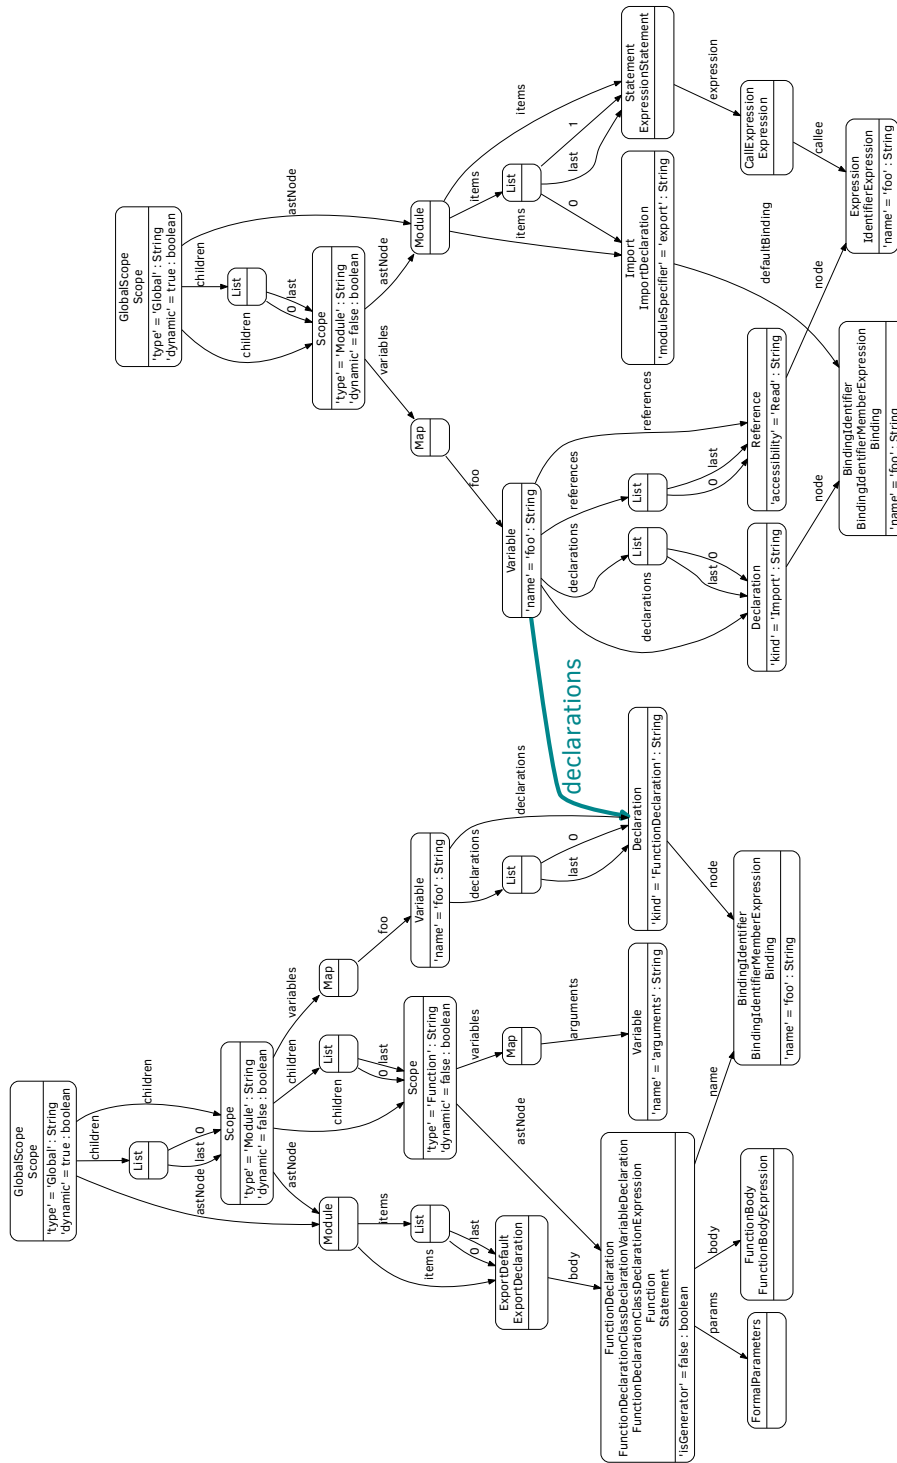 GlobalScope
Scope
'type' = 'Global' : String
'dynamic' = true : boolean
children
astNode
List
children
0
last
Scope
'type' = 'Module' : String
'dynamic' = false : boolean
variables
astNode
Map
Module
foo
items
items
items
List
0
last
1
Variable
'name' = 'foo' : String
Import
ImportDeclaration
'moduleSpecifier' = 'export' : String
Statement
ExpressionStatement
declarations
declarations
declarations
references
references
List
List
last
0
0
last
defaultBinding
expression
Declaration
'kind' = 'Import' : String
Reference
'accessibility' = 'Read' : String
CallExpression
Expression
node
node
callee
BindingIdentifier
BindingIdentifierMemberExpression
Binding
'name' = 'foo' : String
Expression
IdentifierExpression
'name' = 'foo' : String
GlobalScope
Scope
'type' = 'Global' : String
'dynamic' = true : boolean
astNode
children
children
List
last
0
Scope
'type' = 'Module' : String
'dynamic' = false : boolean
astNode
children
children
variables
Module
List
Map
items
items
0
last
foo
List
Scope
'type' = 'Function' : String
'dynamic' = false : boolean
Variable
'name' = 'foo' : String
0
last
astNode
variables
declarations
declarations
ExportDefault
ExportDeclaration
Map
List
body
arguments
last
0
FunctionDeclaration
FunctionDeclarationClassDeclarationVariableDeclaration
FunctionDeclarationClassDeclarationExpression
Function
Statement
'isGenerator' = false : boolean
Variable
'name' = 'arguments' : String
Declaration
'kind' = 'FunctionDeclaration' : String
params
body
name
node
FormalParameters
FunctionBody
FunctionBodyExpression
BindingIdentifier
BindingIdentifierMemberExpression
Binding
'name' = 'foo' : String